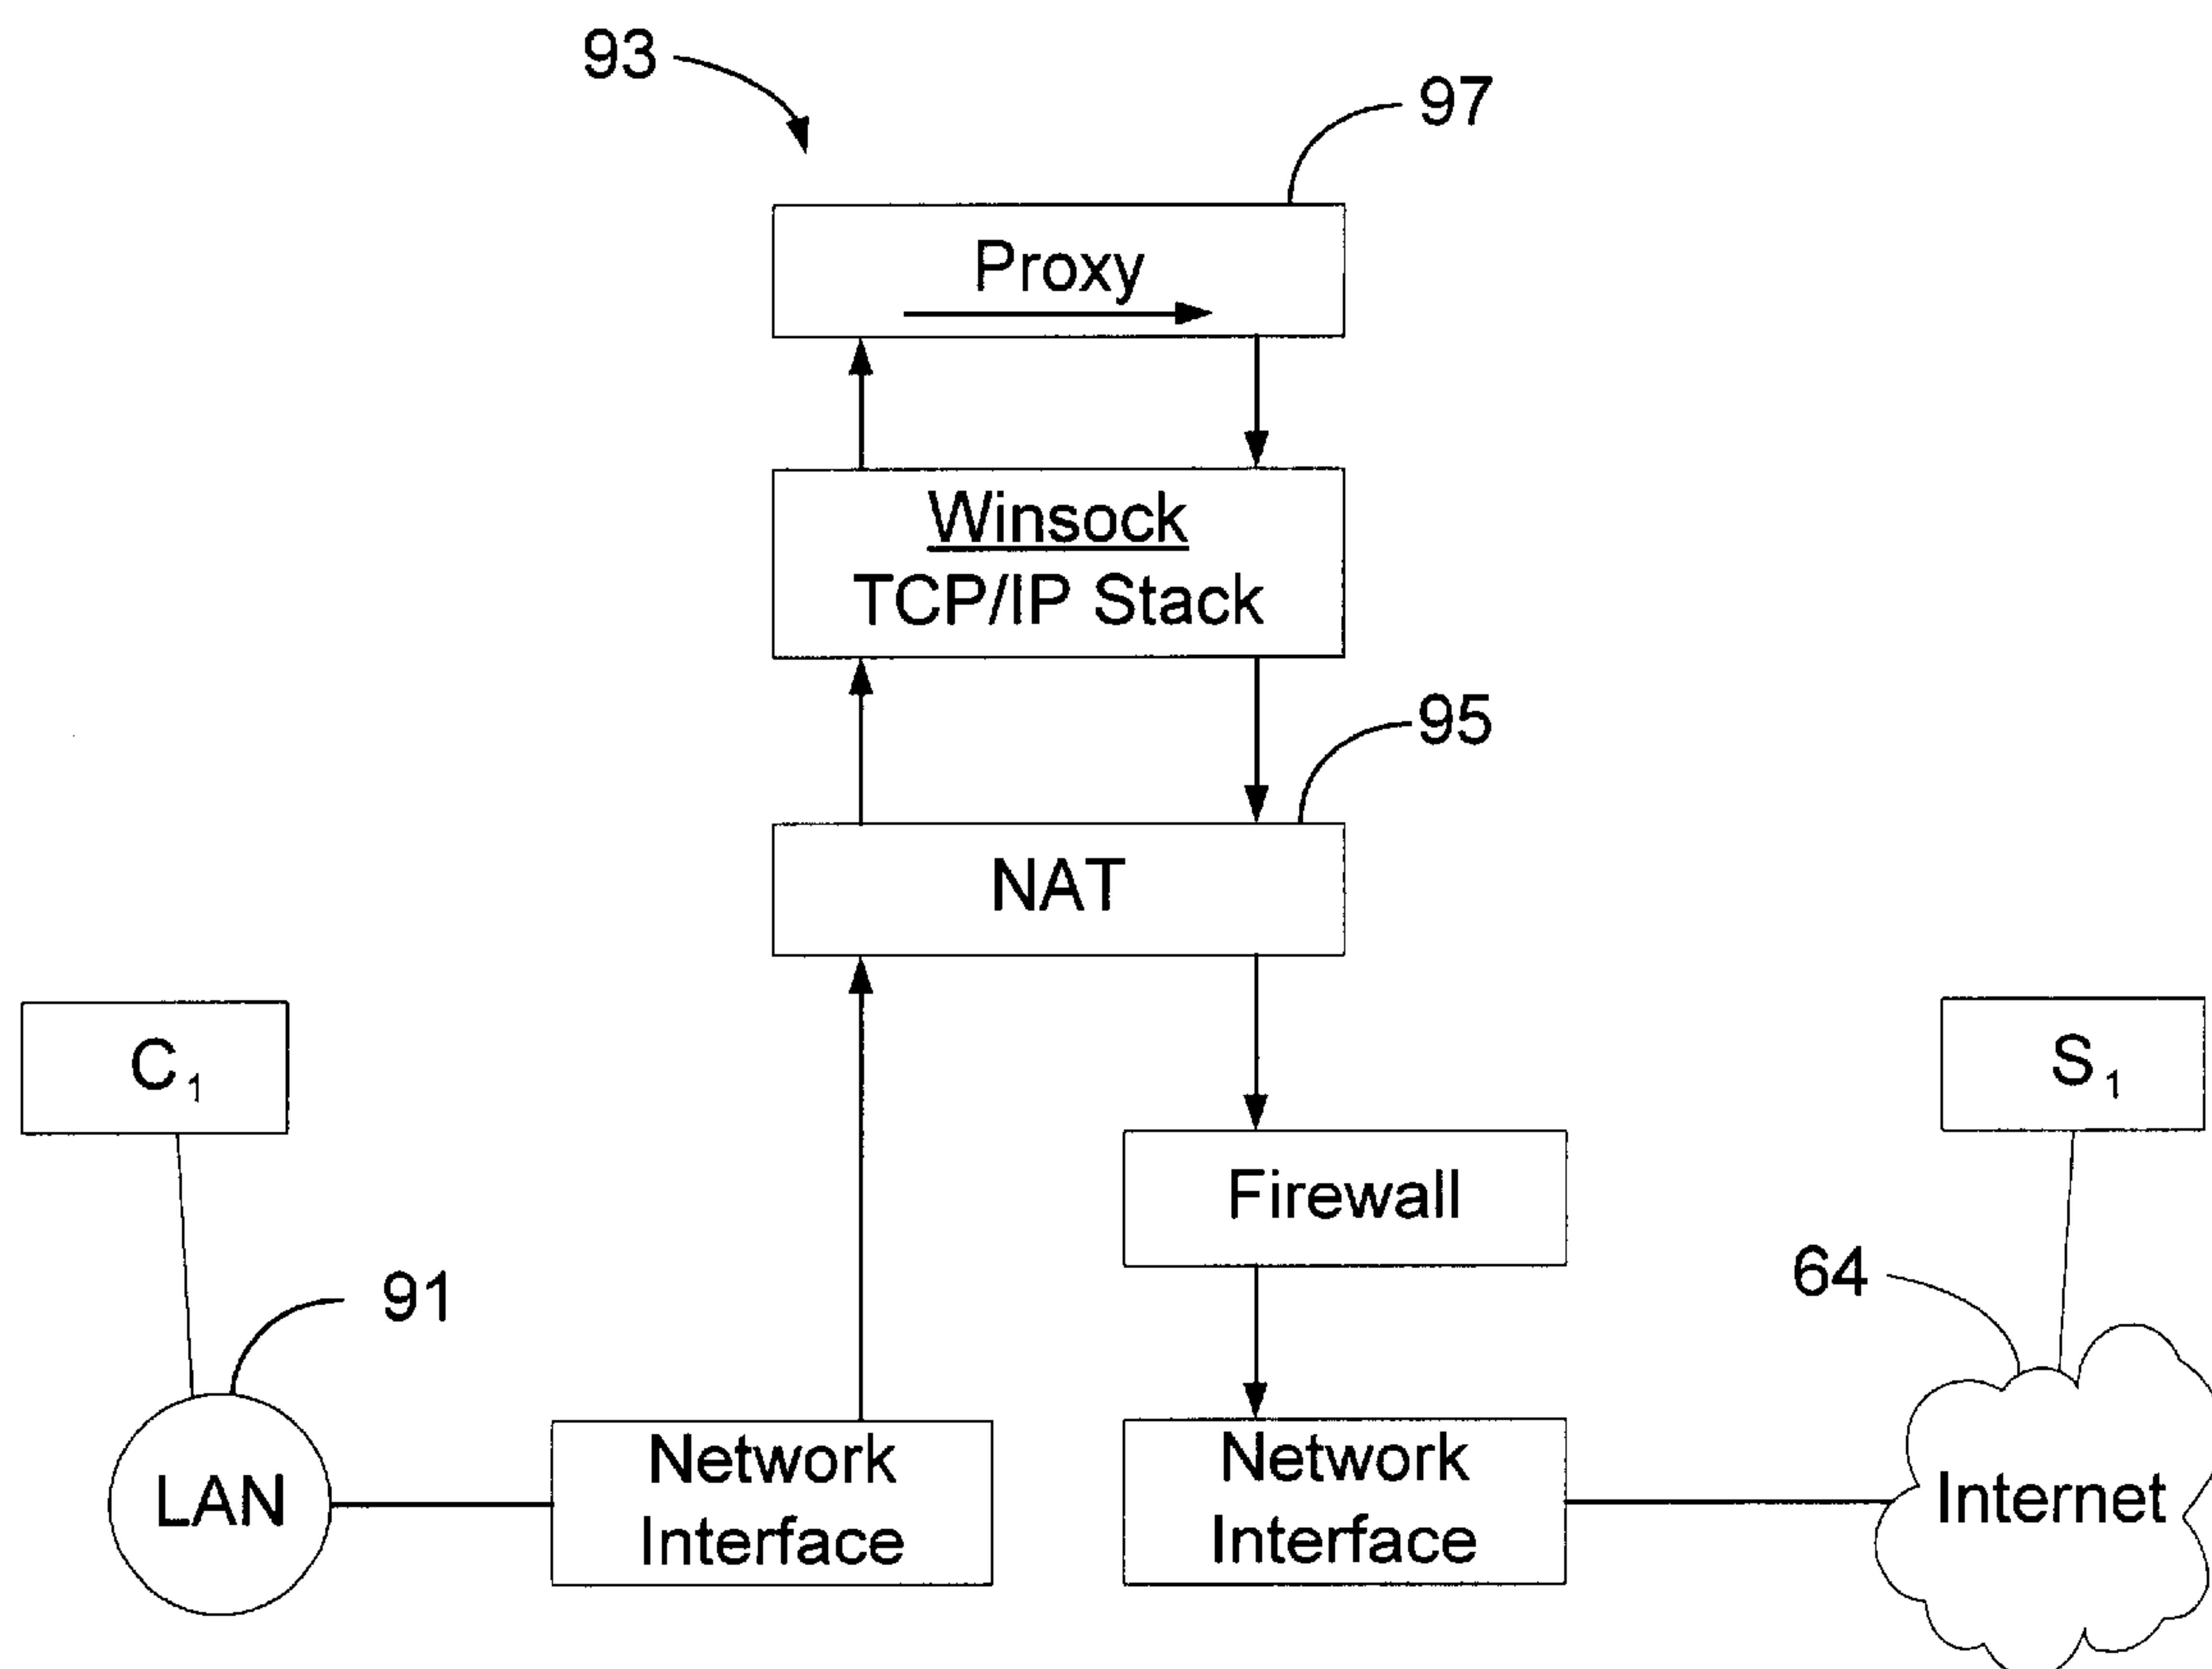 93
97
Proxy
Winsock
TCP/IP Stack
95
NAT
C₁
S₁
Firewall
91
64
LAN
Network
Interface
Network
Interface
Internet